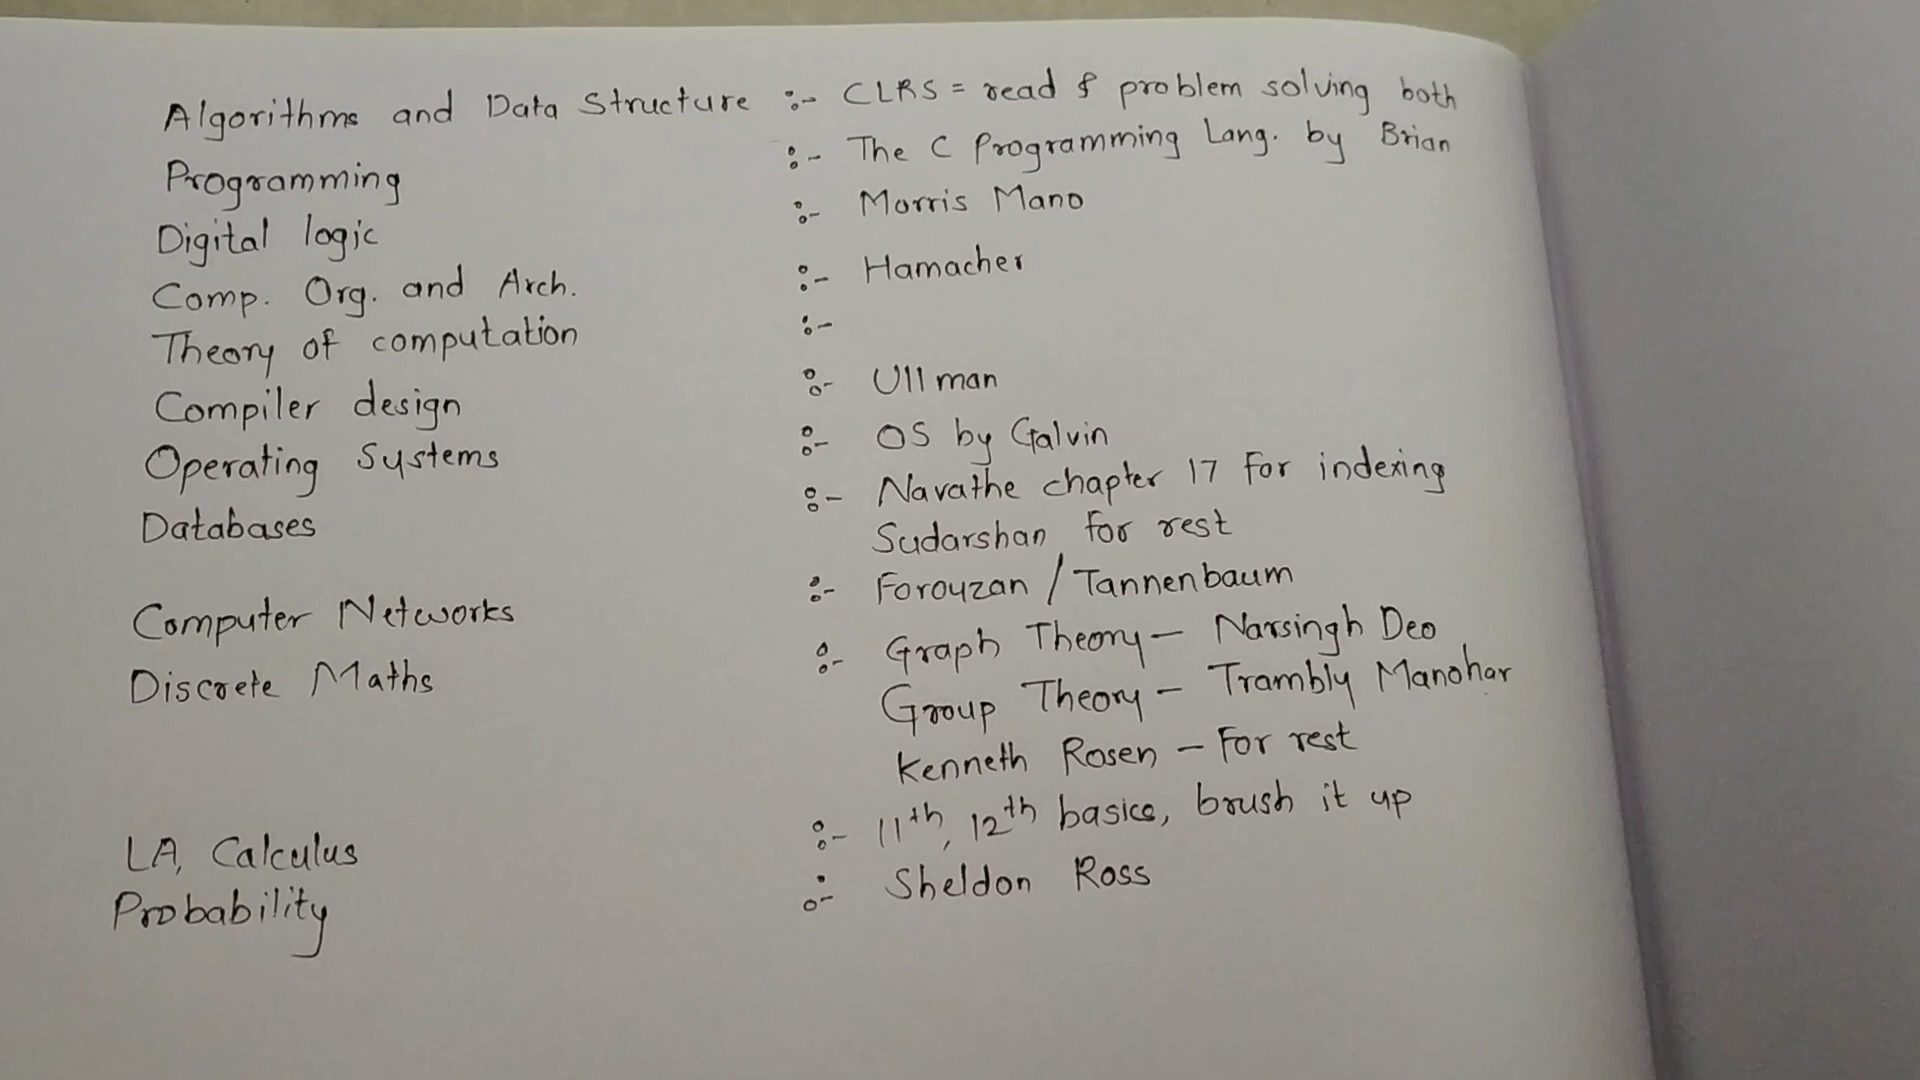 Algorithms and Data Structure :- CLRS = read & problem solving both
Programming :- The C Programming Lang. by Brian
Digital logic :- Morris Mano
Comp. Org. and Arch. :- Hamacher
Theory of computation :-
Compiler design :- Ullman
Operating Systems :- OS by Galvin
Databases :- Navathe chapter 17 for indexing
Sudarshan for rest
Computer Networks :- Forouzan / Tannenbaum
Discrete Maths :- Graph Theory - Narsingh Deo
Group Theory - Trambly Manohar
Kenneth Rosen - For rest
LA, Calculus :- 11th, 12th basics, brush it up
Probability :- Sheldon Ross